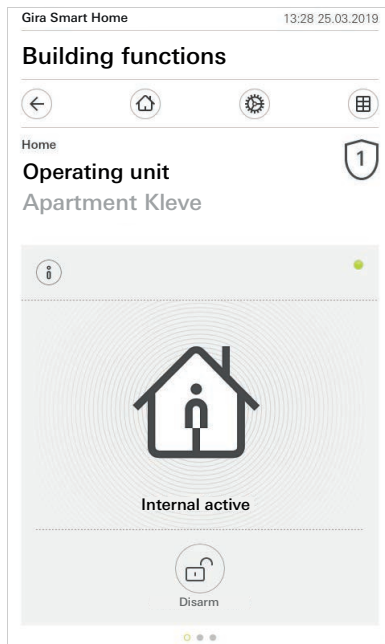 Gira Smart Home 13:28 25.03.2019
Building functions
Home
Operating unit
1
Apartment Kleve
Internal active
Disarm